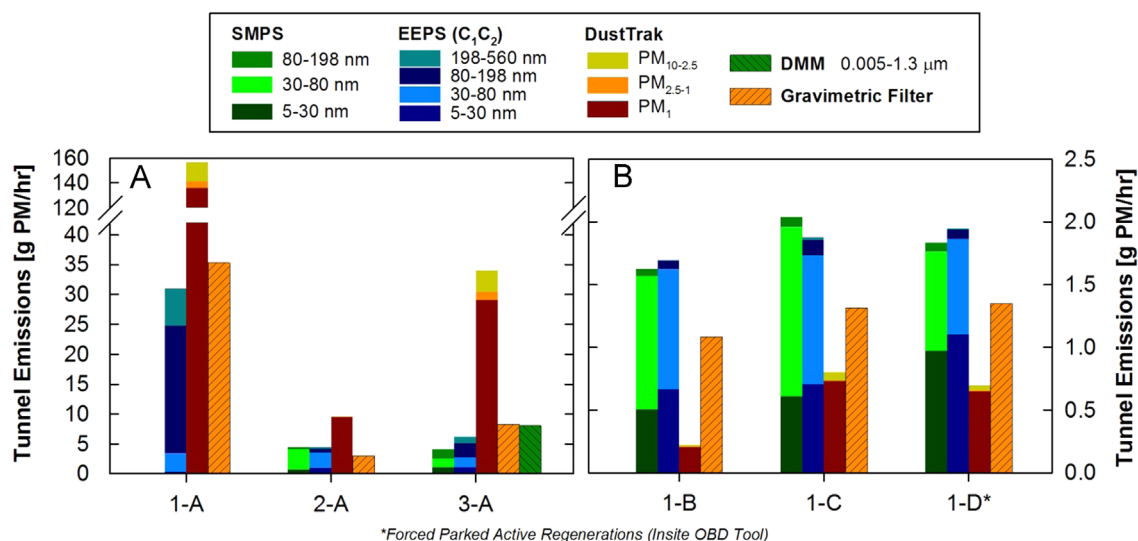 SMPS
80-198 nm
30-80 nm
5-30 nm
EEPS (C₁C₂)
198-560 nm
80-198 nm
30-80 nm
5-30 nm
DustTrak
PM₁₀₋₂.₅
PM₂.₅₋₁
PM₁
DMM 0.005-1.3 μm
Gravimetric Filter
Tunnel Emissions [g PM/hr]
160
140
120
40
35
30
25
20
15
10
5
0
A
1-A
2-A
3-A
B
1-B
1-C
1-D*
2.5
2.0
1.5
1.0
0.5
0.0
Tunnel Emissions [g PM/hr]
*Forced Parked Active Regenerations (Insite OBD Tool)